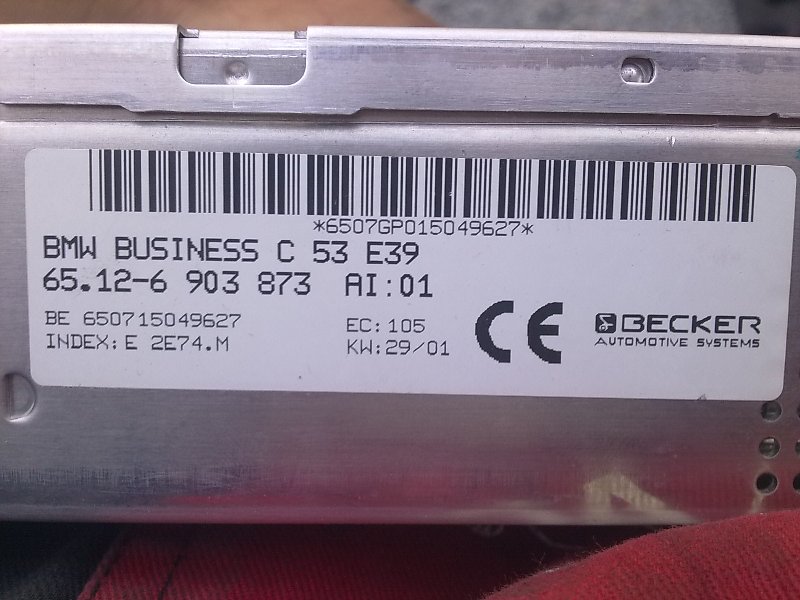 *6507GP015049627*
BMW BUSINESS C 53 E39
65.12-6 903 873 AI:01
BE 650715049627
INDEX:E 2E74.M
EC:105
KW:29/01
CE
BECKER
AUTOMOTIVE SYSTEMS